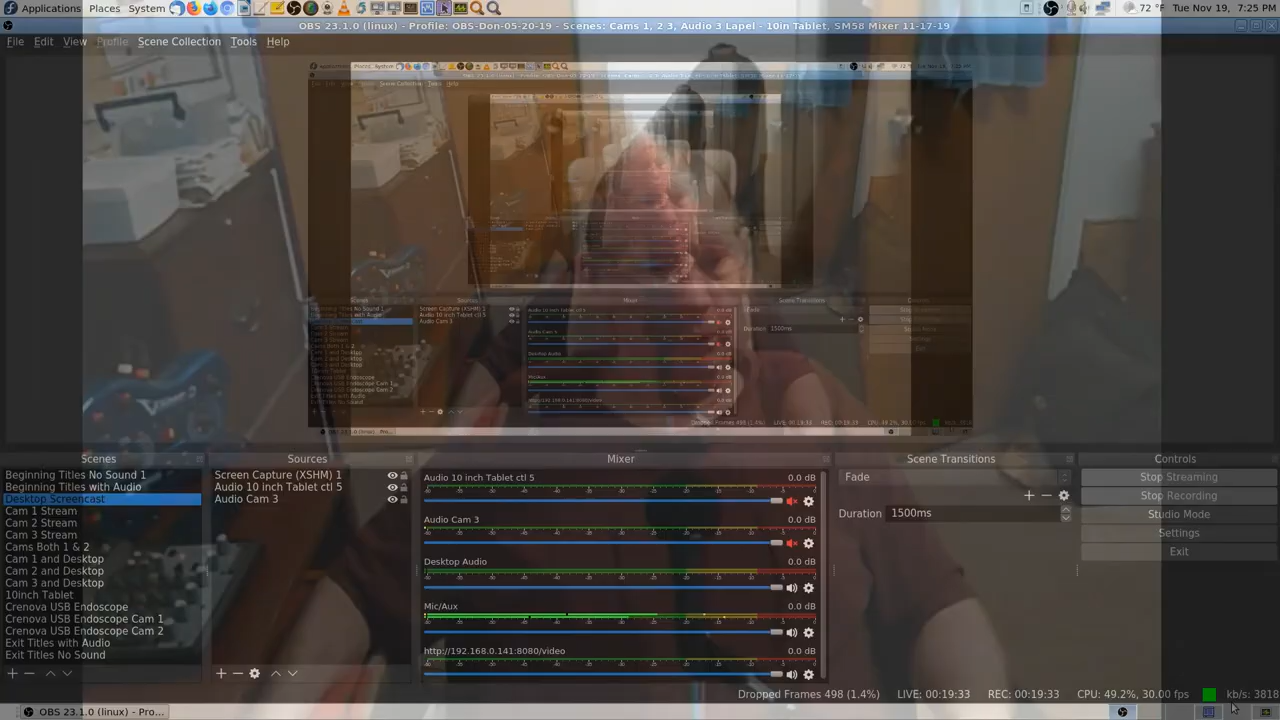 Applications Places System 72 °F Tue Nov 19, 7:25 PM
OBS 23.1.0 (linux) - Profile: OBS-Don-05-20-19 - Scenes: Cams 1, 2 3, Audio 3 Lapel - 10in Tablet, SM58 Mixer 11-17-19
File Edit View Profile Scene Collection Tools Help
Scenes
Beginning Titles No Sound 1
Beginning Titles with Audio
Desktop Screencast
Cam 1 Stream
Cam 2 Stream
Cam 3 Stream
Cams Both 1 & 2
Cam 1 and Desktop
Cam 2 and Desktop
Cam 3 and Desktop
10inch Tablet
Crenova USB Endoscope
Crenova USB Endoscope Cam 1
Crenova USB Endoscope Cam 2
Exit Titles with Audio
Exit Titles No Sound
Sources
Screen Capture (XSHM) 1
Audio 10 inch Tablet ctl 5
Audio Cam 3
Mixer
Audio 10 inch Tablet ctl 5 0.0 dB
Audio Cam 3 0.0 dB
Desktop Audio 0.0 dB
Mic/Aux 0.0 dB
http://192.168.0.141:8080/video 0.0 dB
Scene Transitions
Fade
Duration 1500ms
Controls
Stop Streaming
Stop Recording
Studio Mode
Settings
Exit
Dropped Frames 498 (1.4%) LIVE: 00:19:33 REC: 00:19:33 CPU: 49.2%, 30.00 fps kb/s: 3818
OBS 23.1.0 (linux) - Pro...